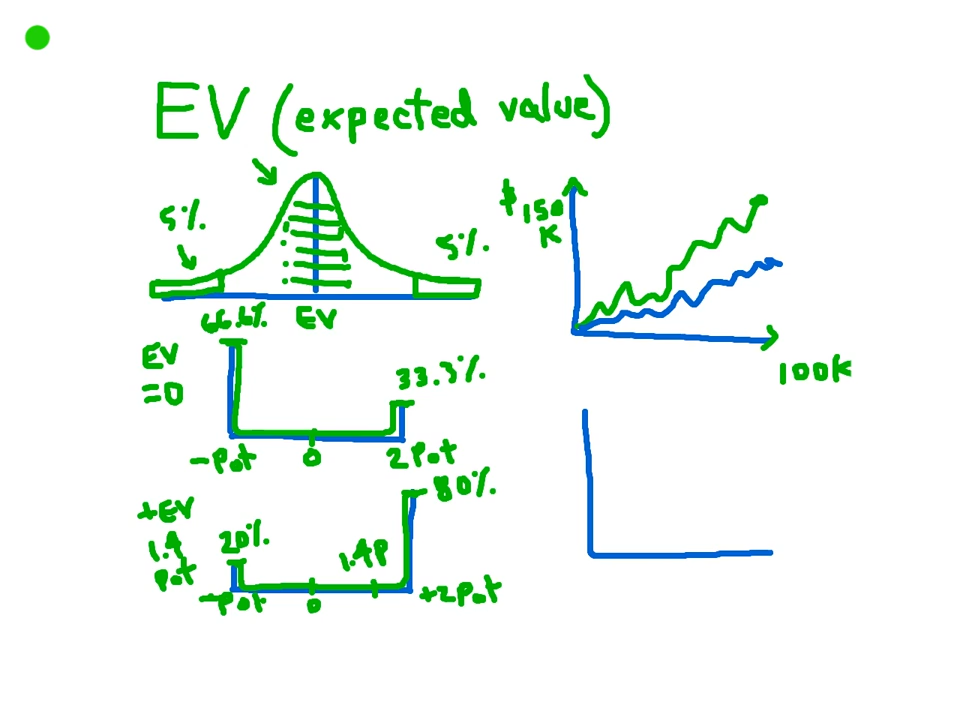 EV (expected value)
5%.
5%.
EV
$150
K
100K
66.6%
EV
=0
33.3%.
-Pot
0
2Pot
+EV
1.4
Pot
20%.
1.4P
80%.
-Pot
0
+2Pot